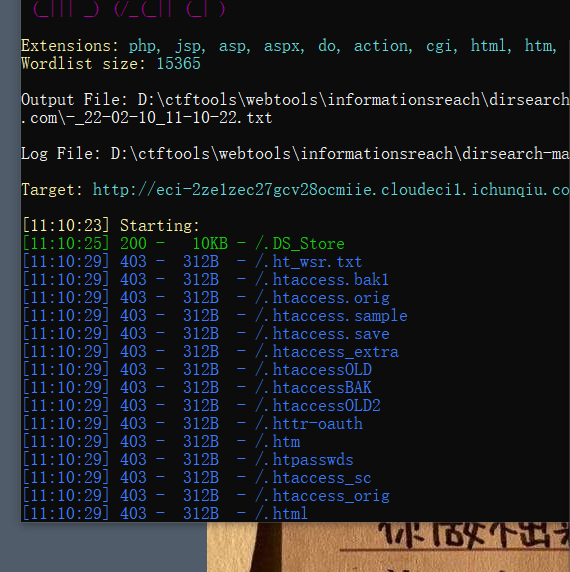 Extensions: php, jsp, asp, aspx, do, action, cgi, html, htm,
Wordlist size: 15365
Output File: D:\ctftools\webtools\informationsreach\dirsearch
.com\-_22-02-10_11-10-22.txt
Log File: D:\ctftools\webtools\informationsreach\dirsearch-ma
Target: http://eci-2ze1zec27gcv28ocmiie.cloudeci1.ichunqiu.co
[11:10:23] Starting:
[11:10:25] 200 -   10KB - /.DS_Store
[11:10:29] 403 -  312B  - /.ht_wsr.txt
[11:10:29] 403 -  312B  - /.htaccess.bak1
[11:10:29] 403 -  312B  - /.htaccess.orig
[11:10:29] 403 -  312B  - /.htaccess.sample
[11:10:29] 403 -  312B  - /.htaccess.save
[11:10:29] 403 -  312B  - /.htaccess_extra
[11:10:29] 403 -  312B  - /.htaccessOLD
[11:10:29] 403 -  312B  - /.htaccessBAK
[11:10:29] 403 -  312B  - /.htaccessOLD2
[11:10:29] 403 -  312B  - /.httr-oauth
[11:10:29] 403 -  312B  - /.htm
[11:10:29] 403 -  312B  - /.htpasswds
[11:10:29] 403 -  312B  - /.htaccess_sc
[11:10:29] 403 -  312B  - /.htaccess_orig
[11:10:29] 403 -  312B  - /.html
你做不出来